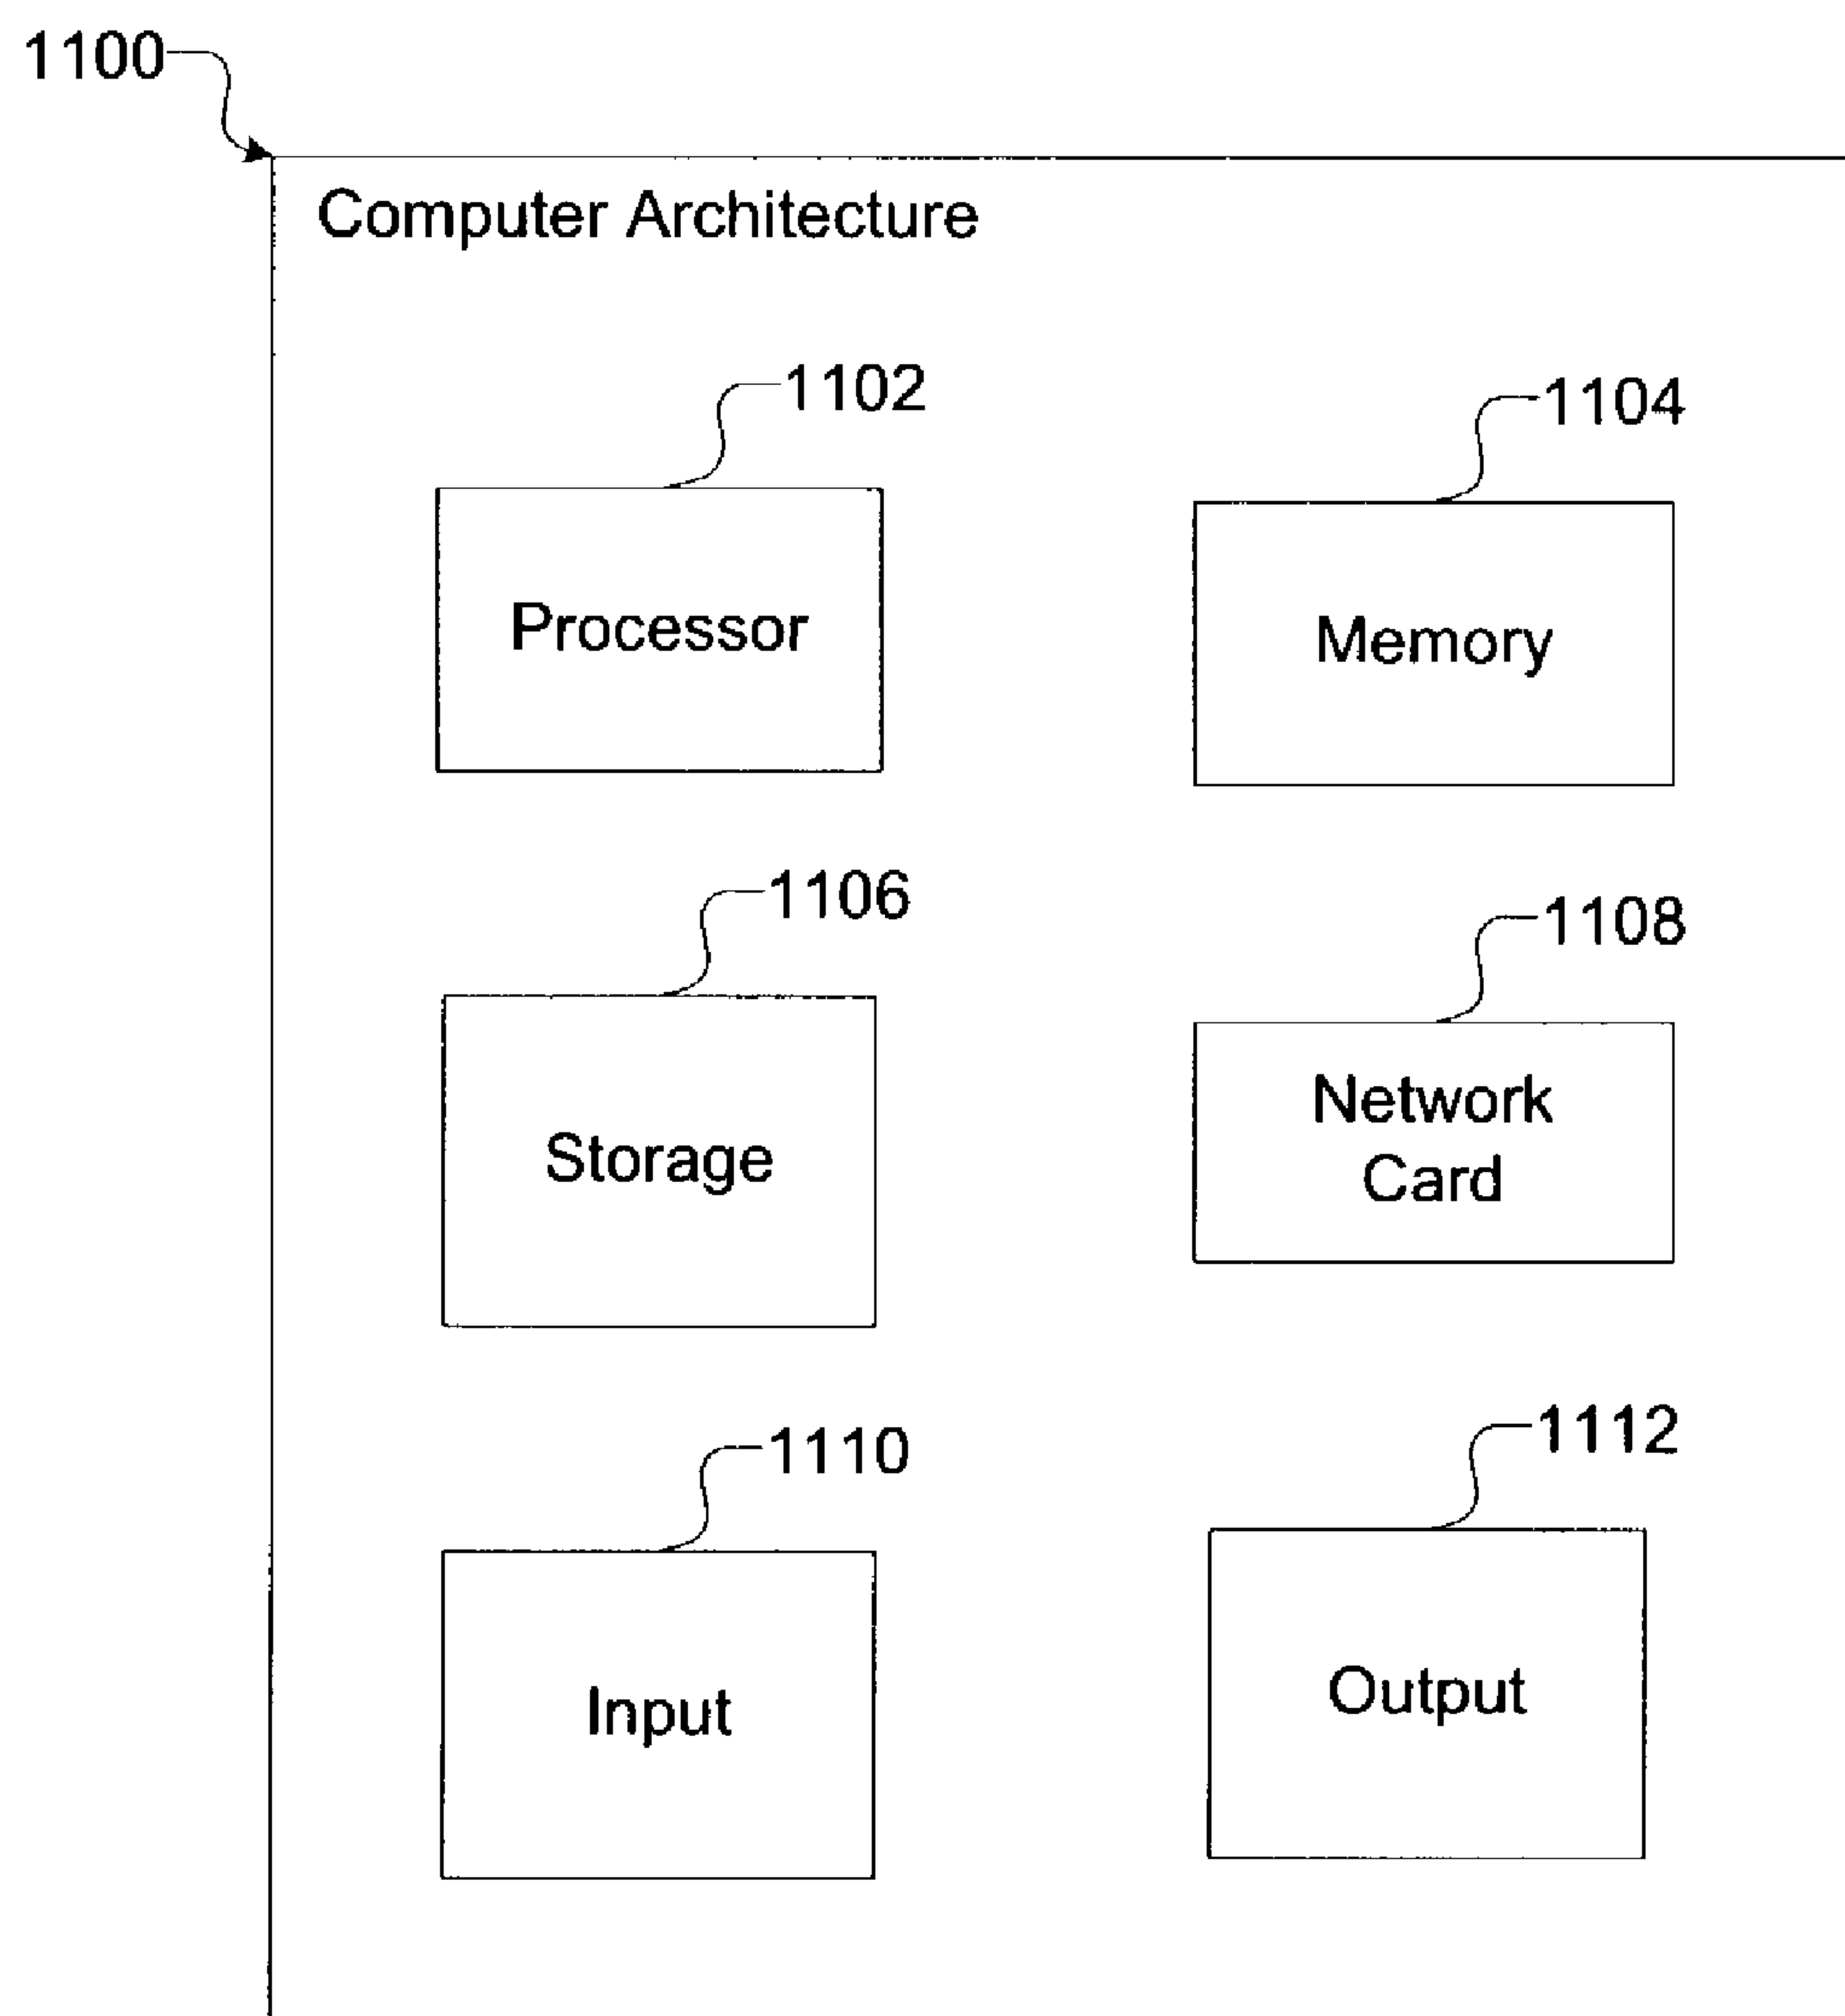 1100
Computer Architecture
1102
1104
Processor
Memory
1106
1108
Storage
Network
Card
1110
1112
Input
Output